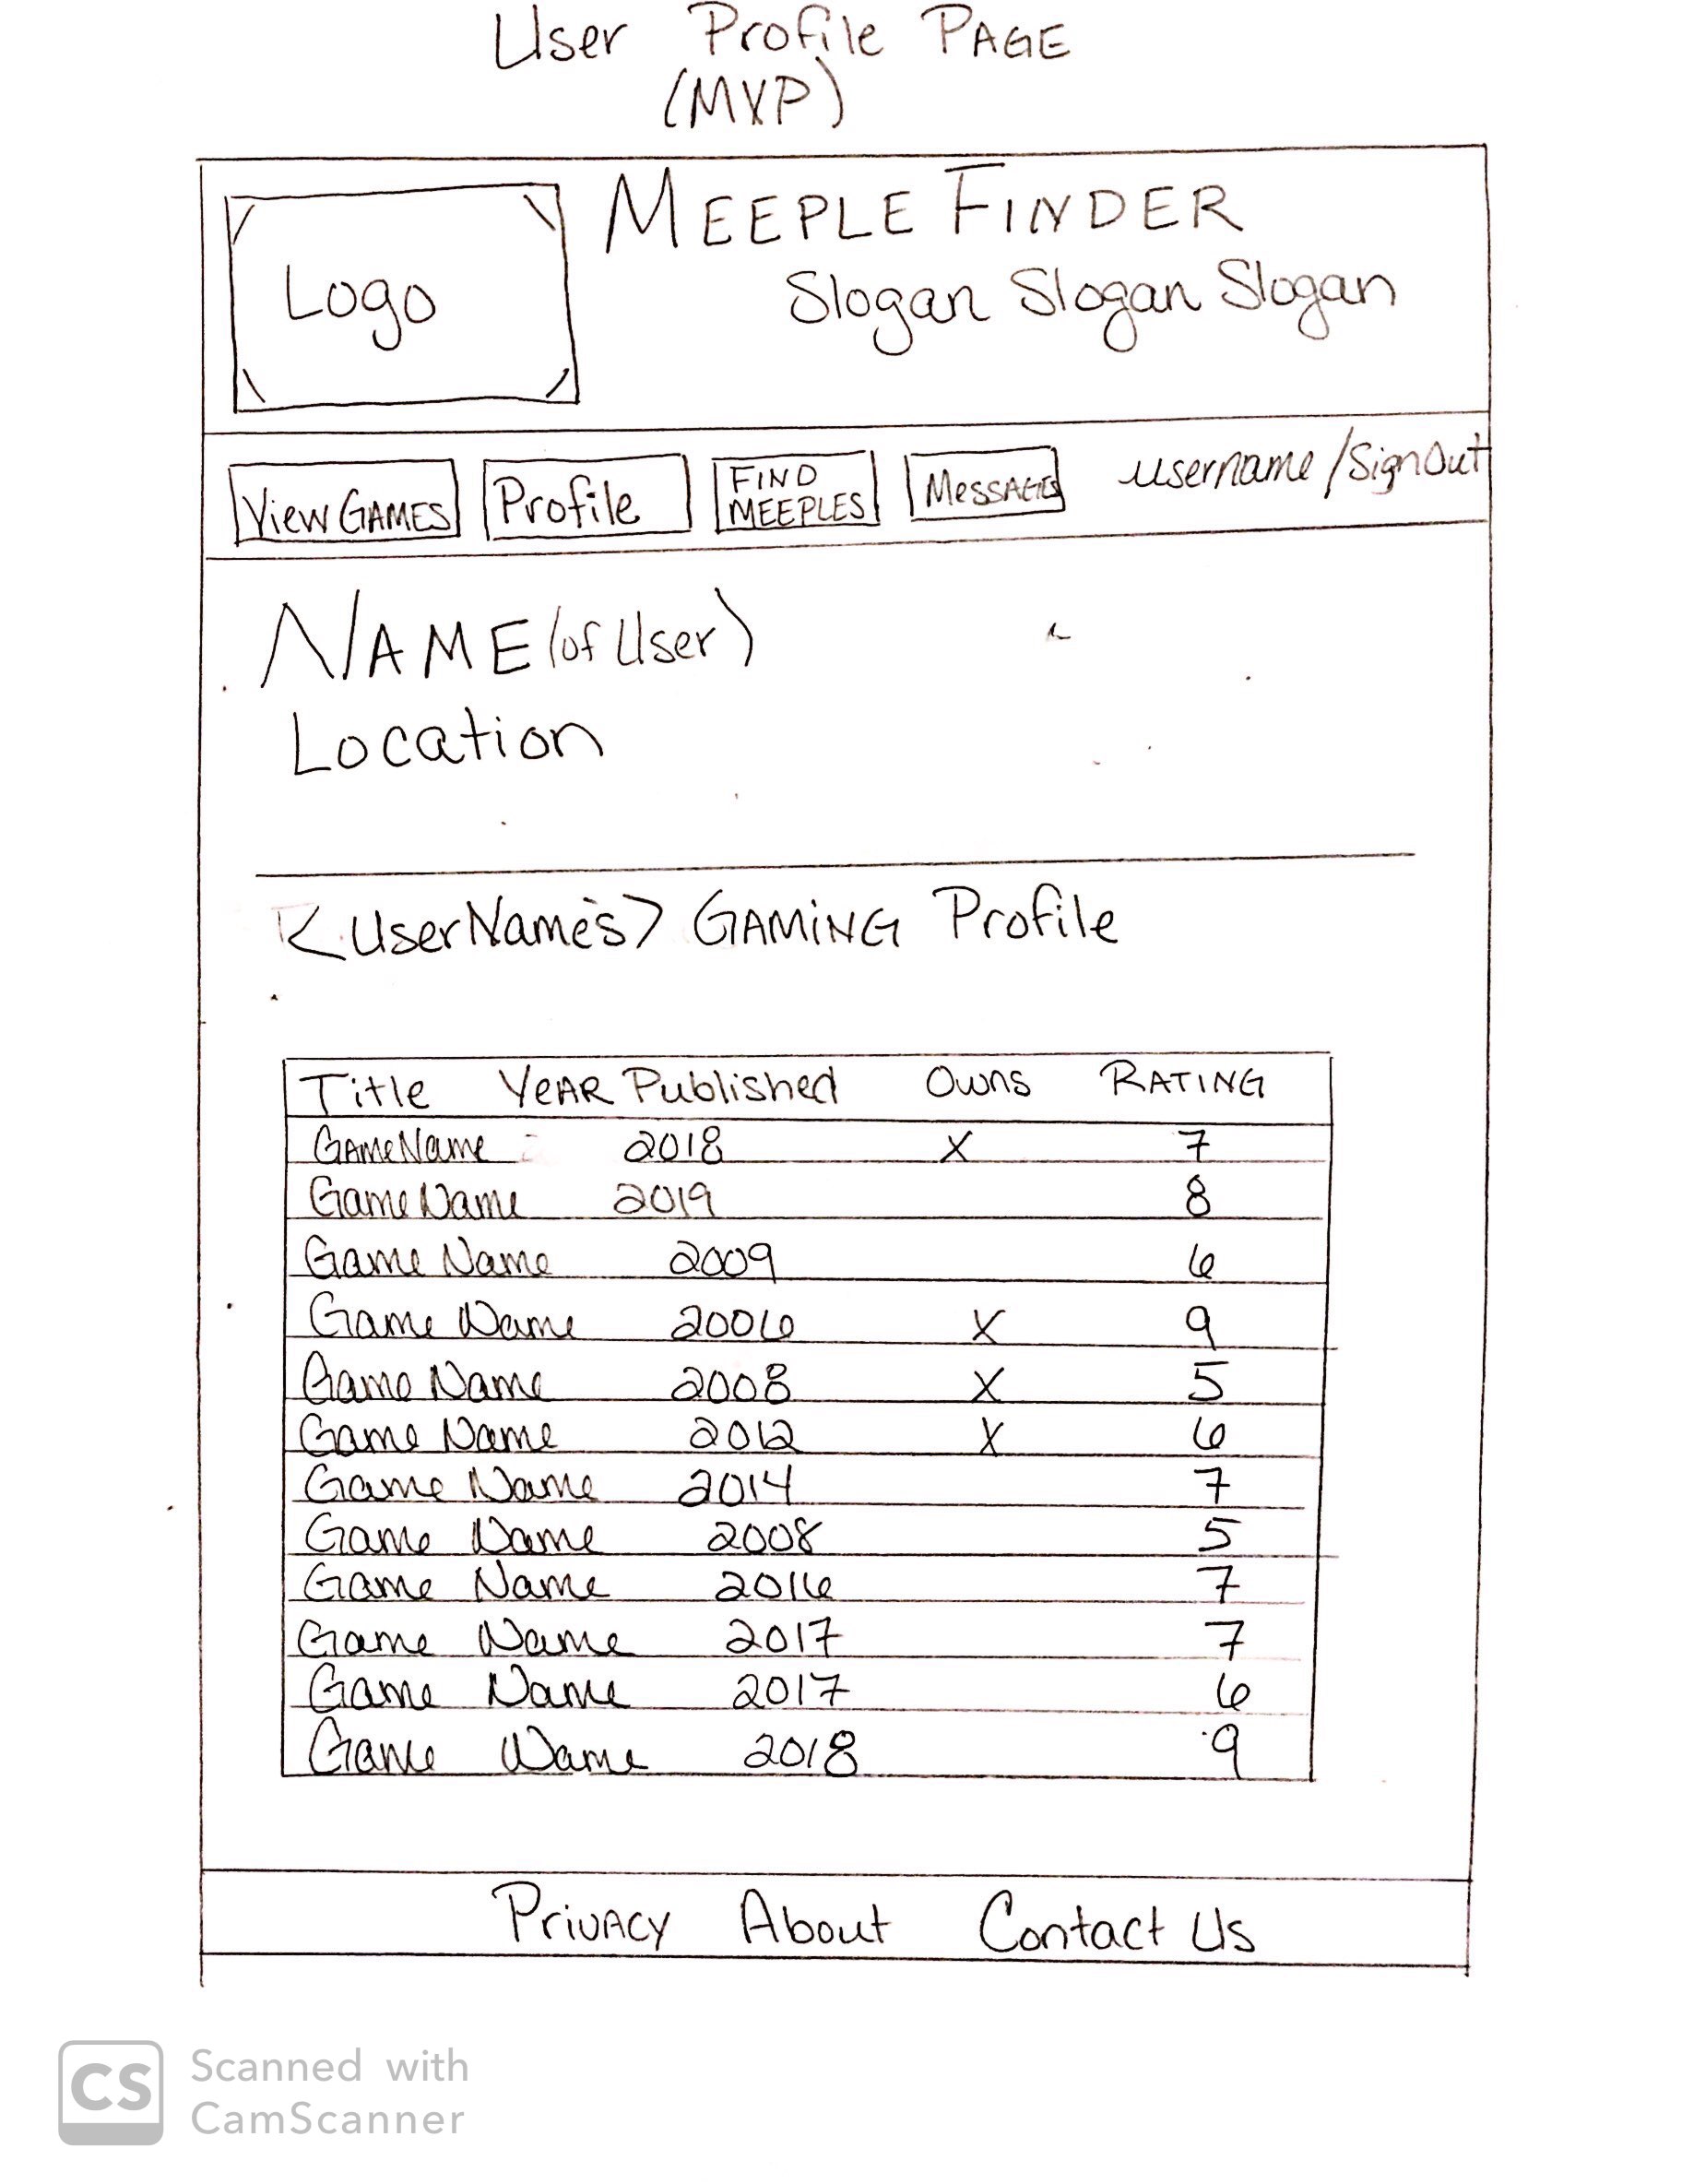 User Profile PAGE
(MVP)
MEEPLE FINDER
Logo
Slogan Slogan Slogan
View GAMES Profile FIND MEEPLES MessAGES username/SignOut
NAME (of User)
Location
<UserName's> GAMiNG Profile
Title YEAR Published Owns RATING
GameName 2018 X 7
Game Name 2019 8
Game Name 2009 6
Game Name 2006 X 9
Game Name 2008 X 5
Game Name 2012 X 6
Game Name 2014 7
Game Name 2008 5
Game Name 2016 7
Game Name 2017 7
Game Name 2017 6
Game Name 2018 9
PrivACY About Contact Us
CS Scanned with
CamScanner